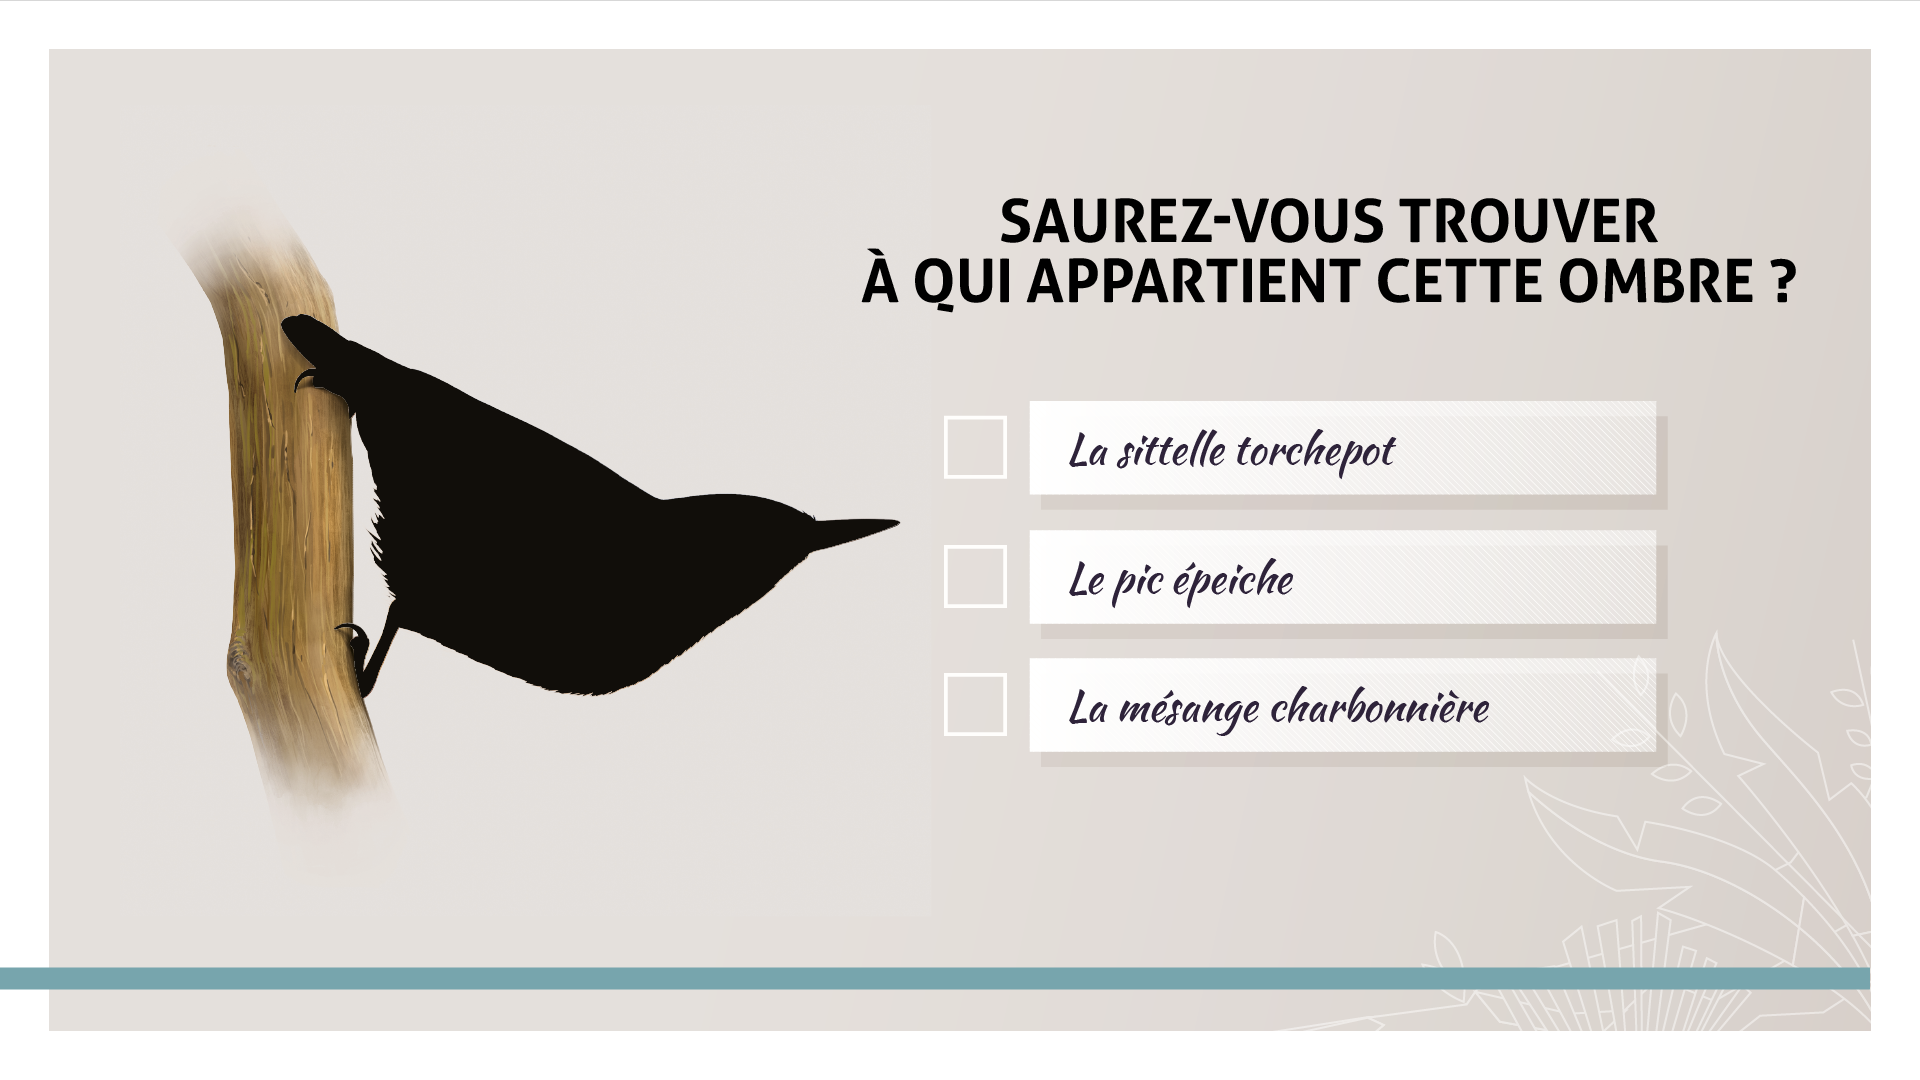 SAUREZ-VOUS TROUVER
À QUI APPARTIENT CETTE OMBRE ?
La sittelle torchepot
Le pic épeiche
La mésange charbonnière